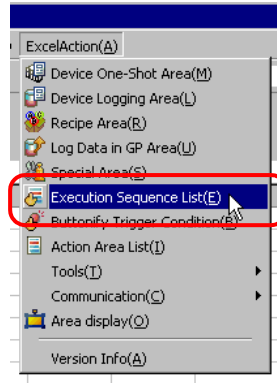 ExcelAction(A)
Device One-Shot Area(M)
Device Logging Area(L)
Recipe Area(R)
Log Data in GP Area(U)
Special Area(S)
Execution Sequence List(E)
Buttonify Trigger Condition(B)
Action Area List(I)
Tools(T)
Communication(C)
Area display(O)
Version Info(A)